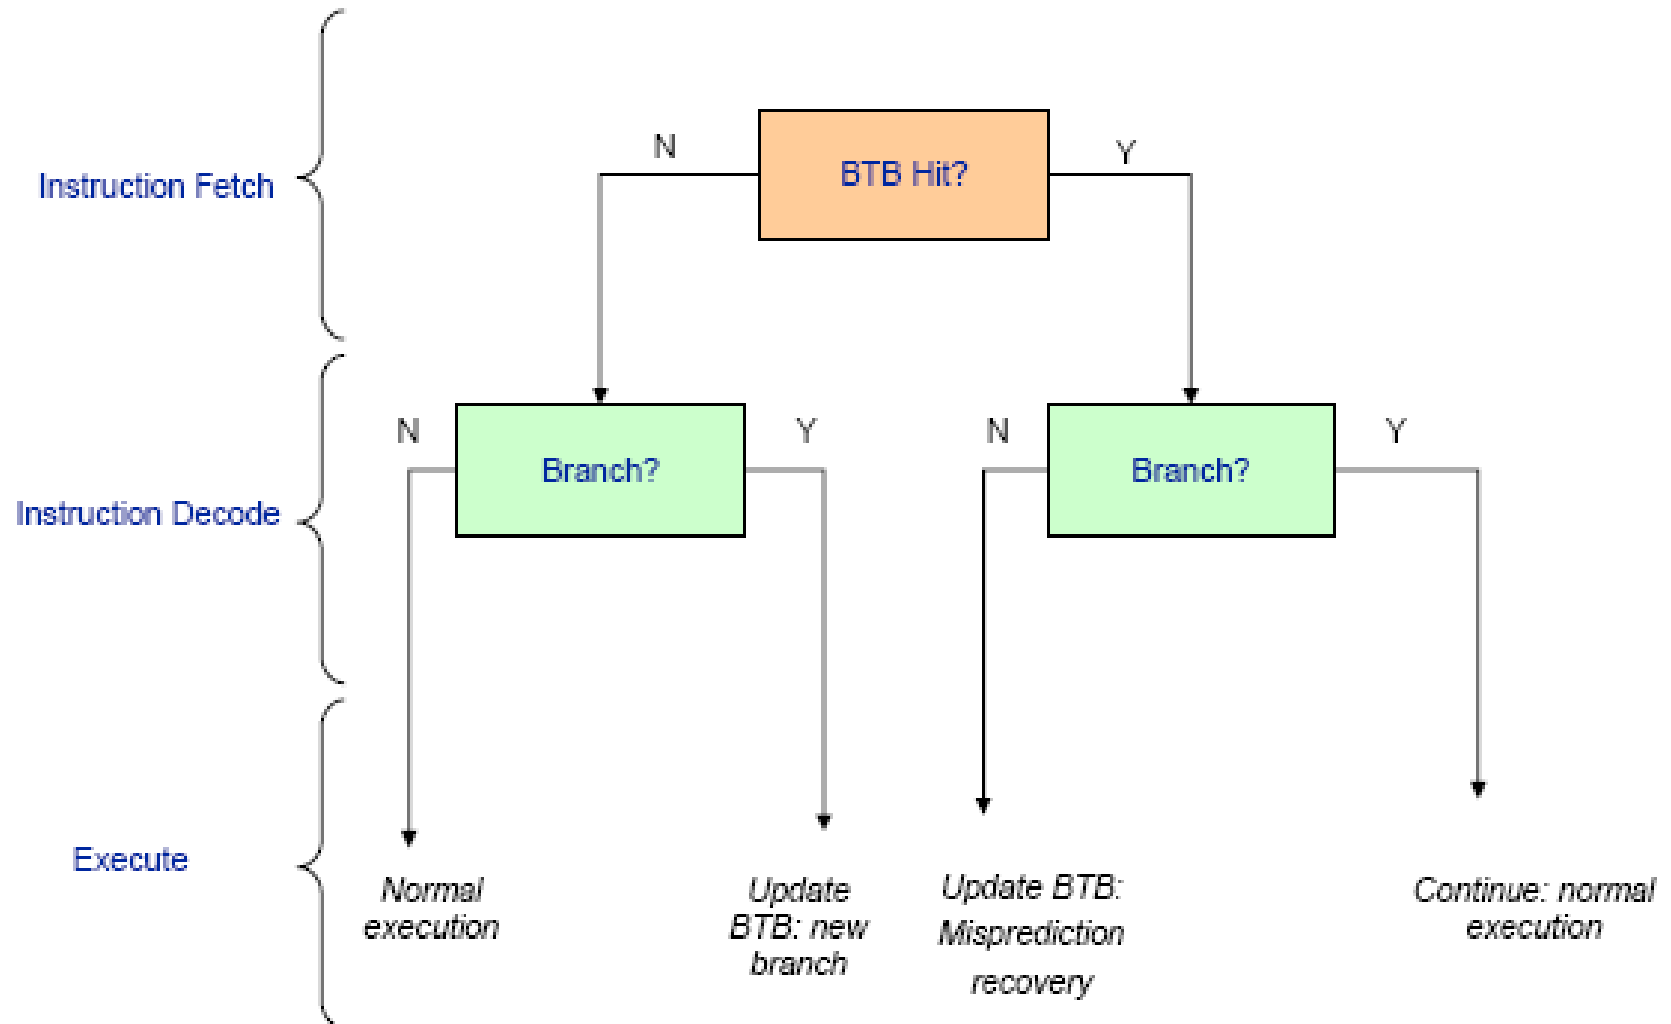 N
Y
BTB Hit?
Instruction Fetch
N
Y
N
Y
Branch?
Branch?
Instruction Decode
Execute
Normal
execution
Update
BTB: new
branch
Update BTB:
Misprediction
recovery
Continue: normal
execution